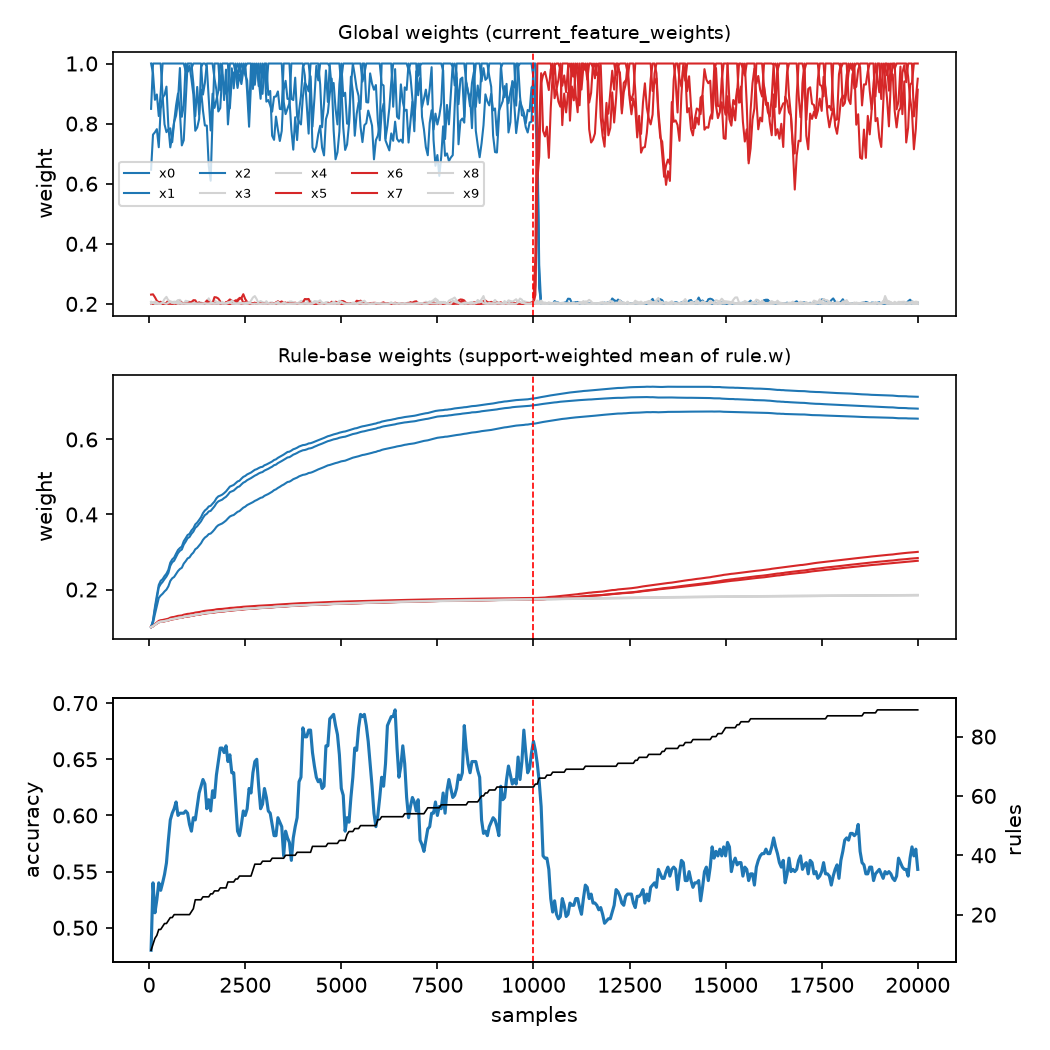 Global weights (current_feature_weights)
1.0
0.8
0.6
0.4
0.2
weight
x0 x2 x4 x6 x8
x1 x3 x5 x7 x9
Rule-base weights (support-weighted mean of rule.w)
0.6
0.4
0.2
weight
0.70
0.65
0.60
0.55
0.50
accuracy
80
60
40
20
rules
0 2500 5000 7500 10000 12500 15000 17500 20000
samples